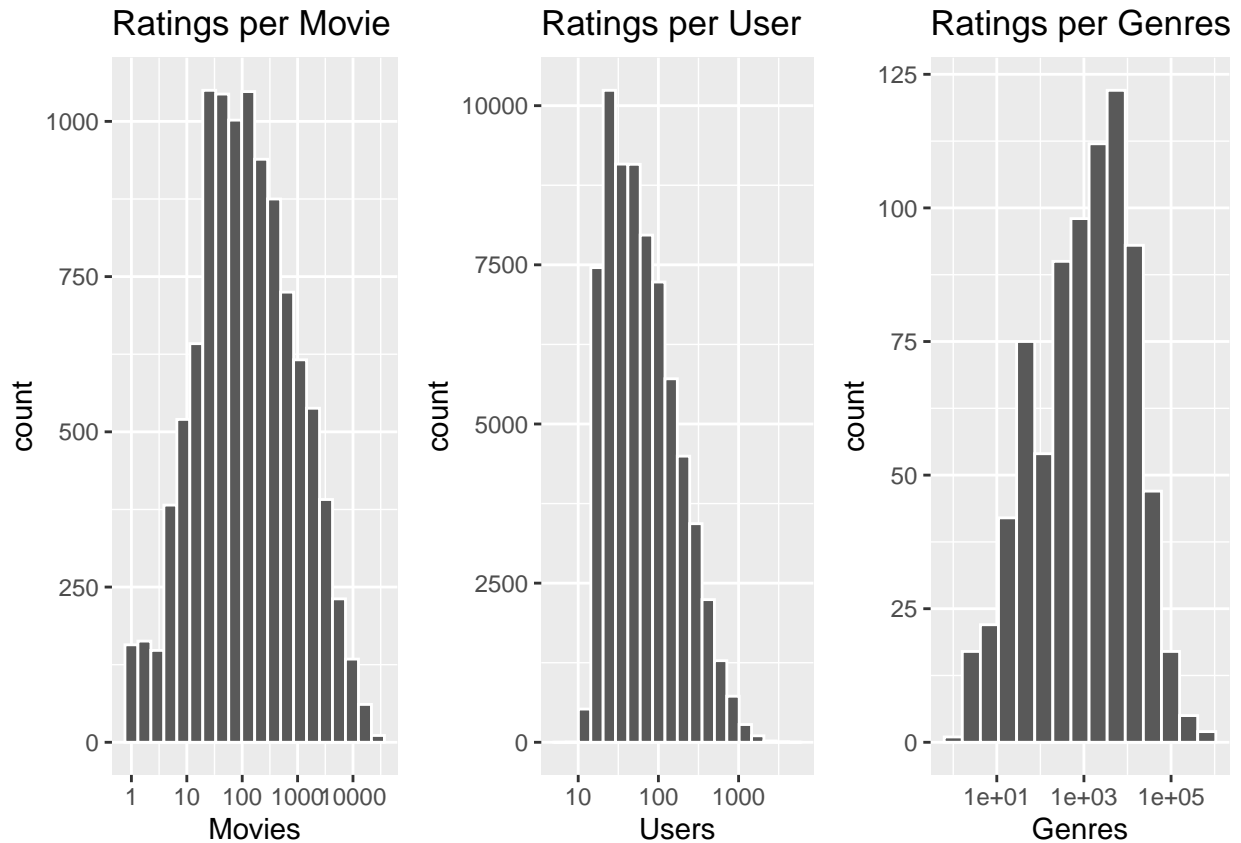 Ratings per Movie
1000
750
500
250
0
count
1 10 100 1000 10000
Movies
Ratings per User
10000
7500
5000
2500
0
count
10 100 1000
Users
Ratings per Genres
125
100
75
50
25
0
count
1e+01 1e+03 1e+05
Genres